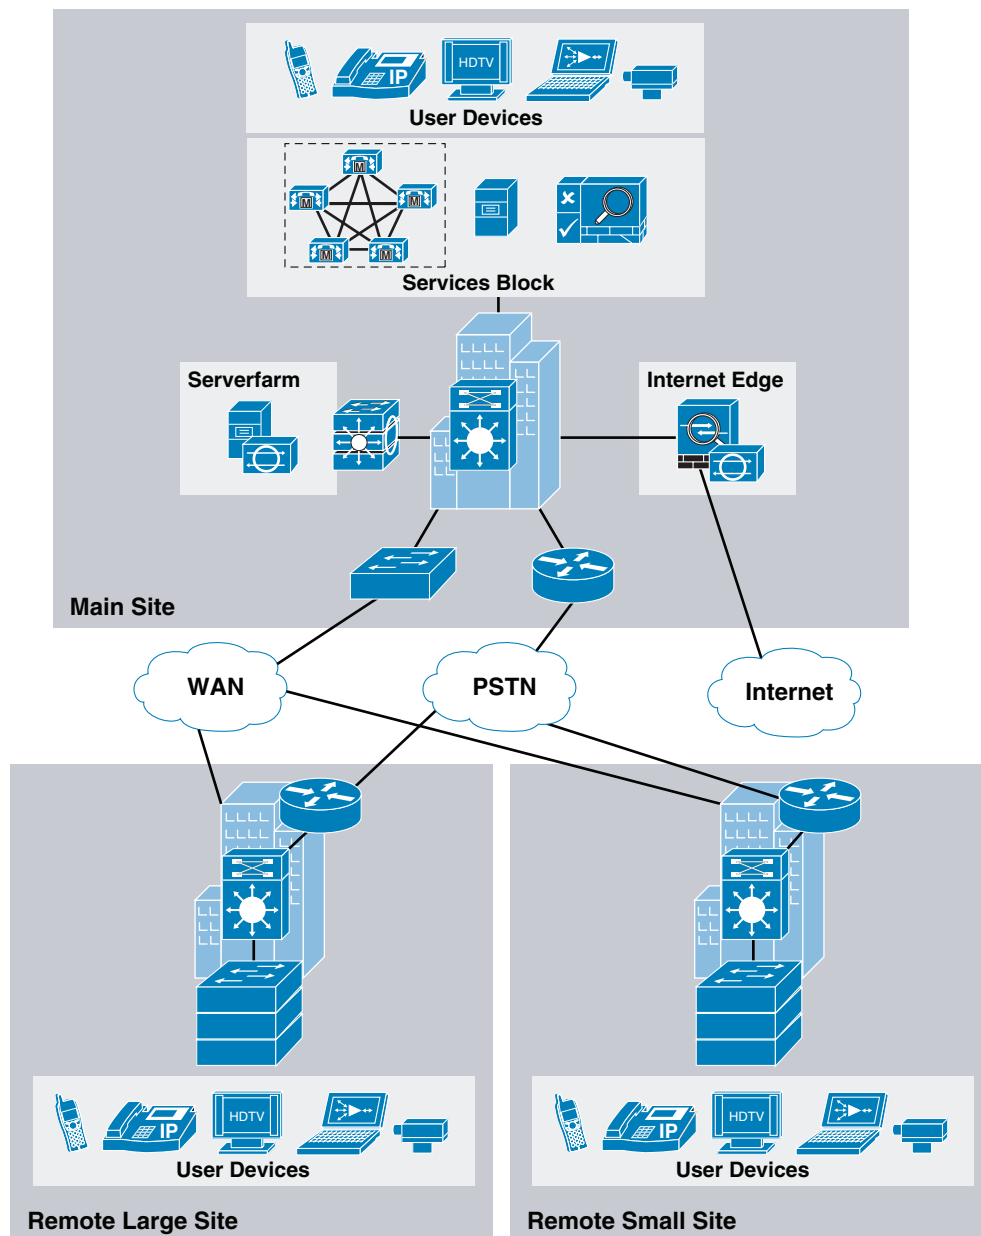 IP
HDTV
User Devices
M
M
M
M
M
Services Block
Serverfarm
Internet Edge
Main Site
WAN
PSTN
Internet
IP
HDTV
User Devices
Remote Large Site
IP
HDTV
User Devices
Remote Small Site